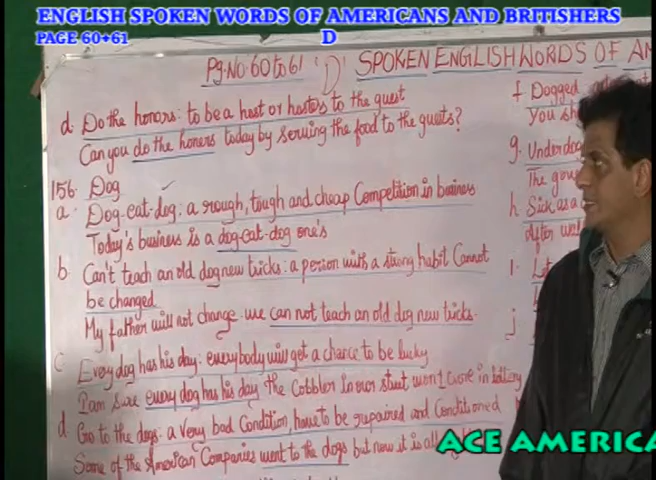 ENGLISH SPOKEN WORDS OF AMERICANS AND BRITISHERS
PAGE 60+61 D
Pg.No. 60 to 61 'D' SPOKEN ENGLISH WORDS OF AM
d. Do the honors: to be a host or hostess to the guest
Can you do the honers today by serving the food to the guests?
156. Dog
a. Dog-eat-dog: a rough, tough and cheap Competition in business
Today's business is a dog-eat-dog one's
b. Can't teach an old dog new tricks: a person with a strong habit Cannot
be changed
My father will not change. we can not teach an old dog new tricks.
c Every dog has his day: everybody will get a chance to be lucky
I am sure every dog has his day the Cobbler in our street won 1 crore in lottery
d Go to the dogs: a very bad Condition, have to be repaired and Conditioned
Some of the American Companies went to the dogs but now it is all
f Dogged
You sh
g. Underdog
The gove
h Sick as a
After
i. Let
j
ACE AMERICA